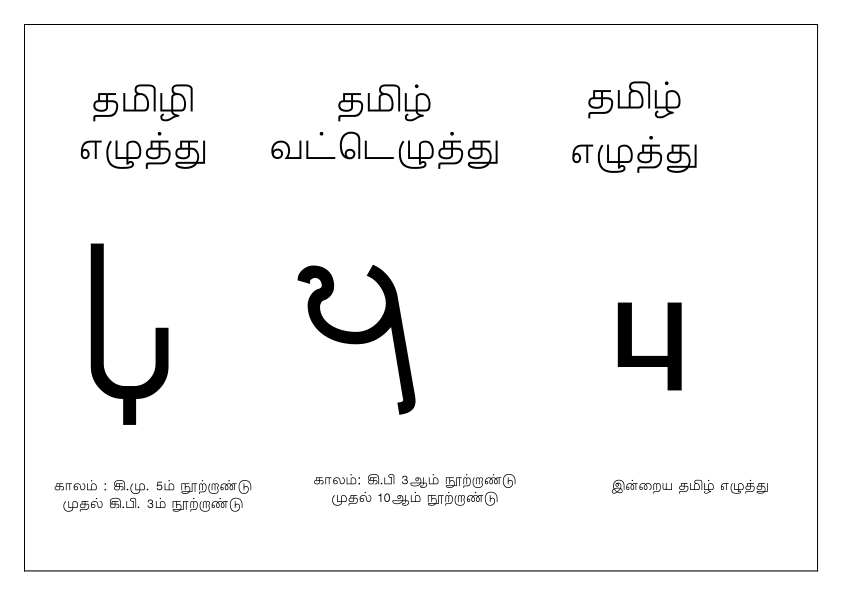 தமிழி
எழுத்து
தமிழ்
வட்டெழுத்து
தமிழ்
எழுத்து
பு
காலம் : கி.மு. 5ம் நூற்றாண்டு
முதல் கி.பி. 3ம் நூற்றாண்டு
காலம்: கி.பி 3ஆம் நூற்றாண்டு
முதல் 10ஆம் நூற்றாண்டு
இன்றைய தமிழ் எழுத்து